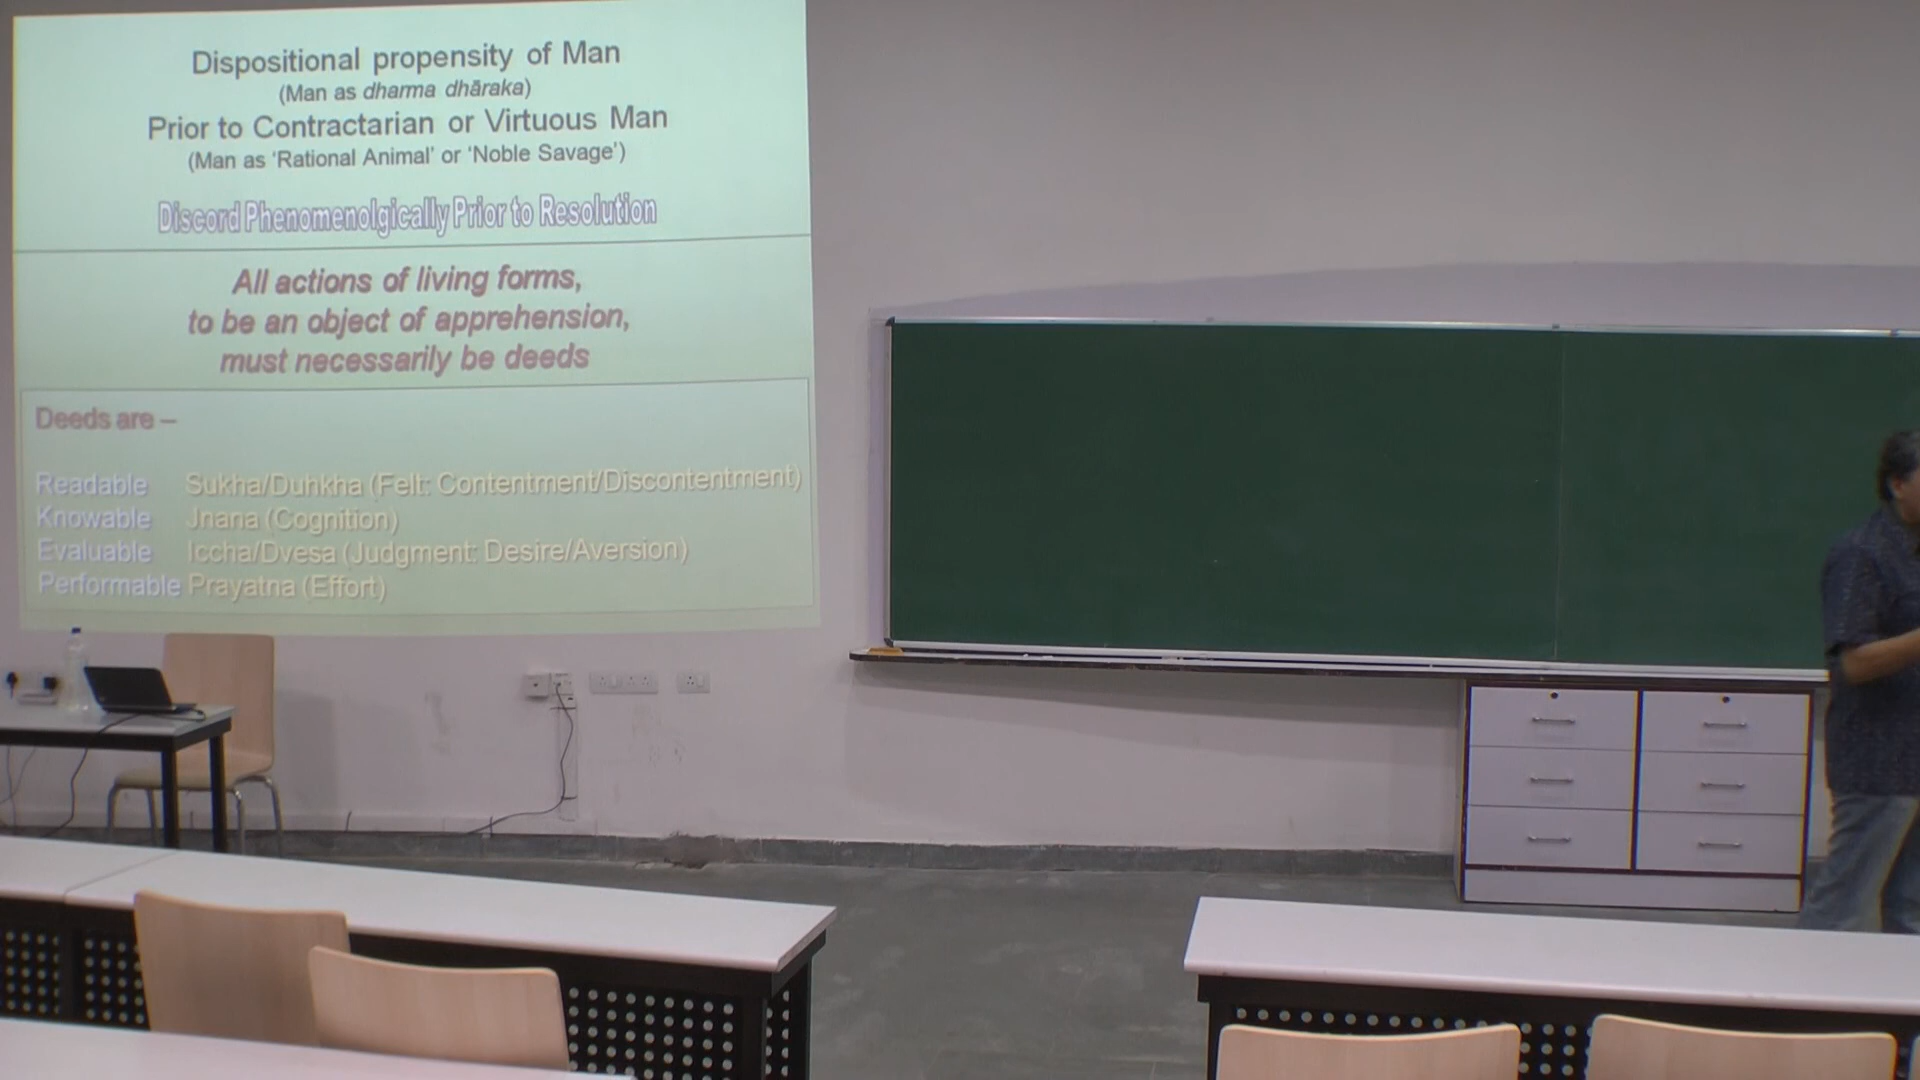 Dispositional propensity of Man
(Man as dharma dhāraka)
Prior to Contractarian or Virtuous Man
(Man as 'Rational Animal' or 'Noble Savage')
Discord Phenomenolgically Prior to Resolution
All actions of living forms,
to be an object of apprehension,
must necessarily be deeds
Deeds are –
Readable Sukha/Duhkha (Felt: Contentment/Discontentment)
Knowable Jnana (Cognition)
Evaluable Iccha/Dvesa (Judgment: Desire/Aversion)
Performable Prayatna (Effort)